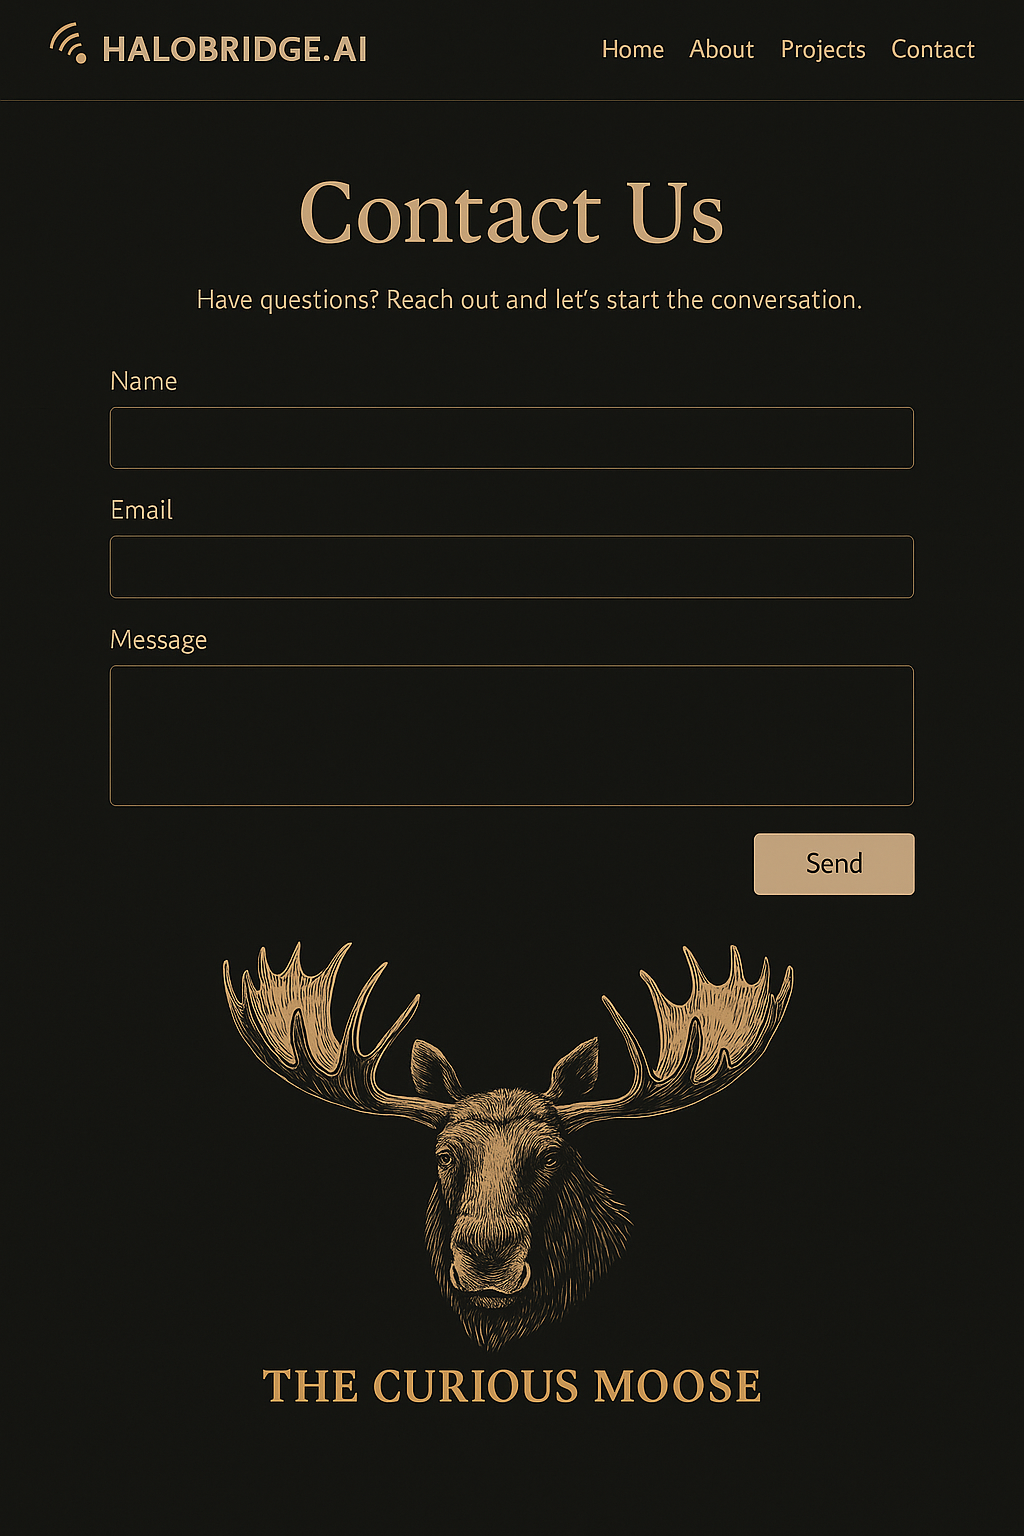 HALOBRIDGE.AI
Home About Projects Contact
Contact Us
Have questions? Reach out and let's start the conversation.
Name
Email
Message
Send
THE CURIOUS MOOSE